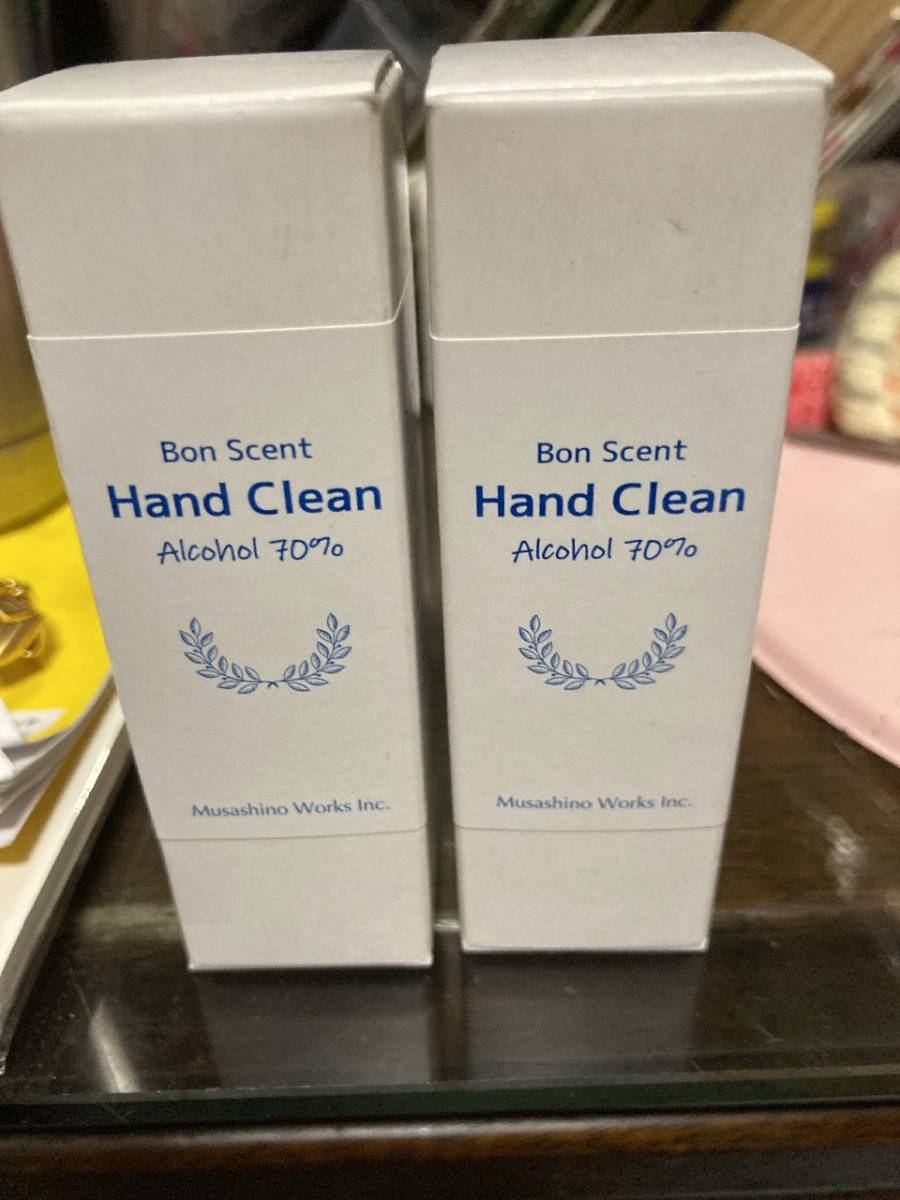 Bon Scent
Hand Clean
Alcohol 70%
Musashino Works Inc.
Bon Scent
Hand Clean
Alcohol 70%
Musashino Works Inc.